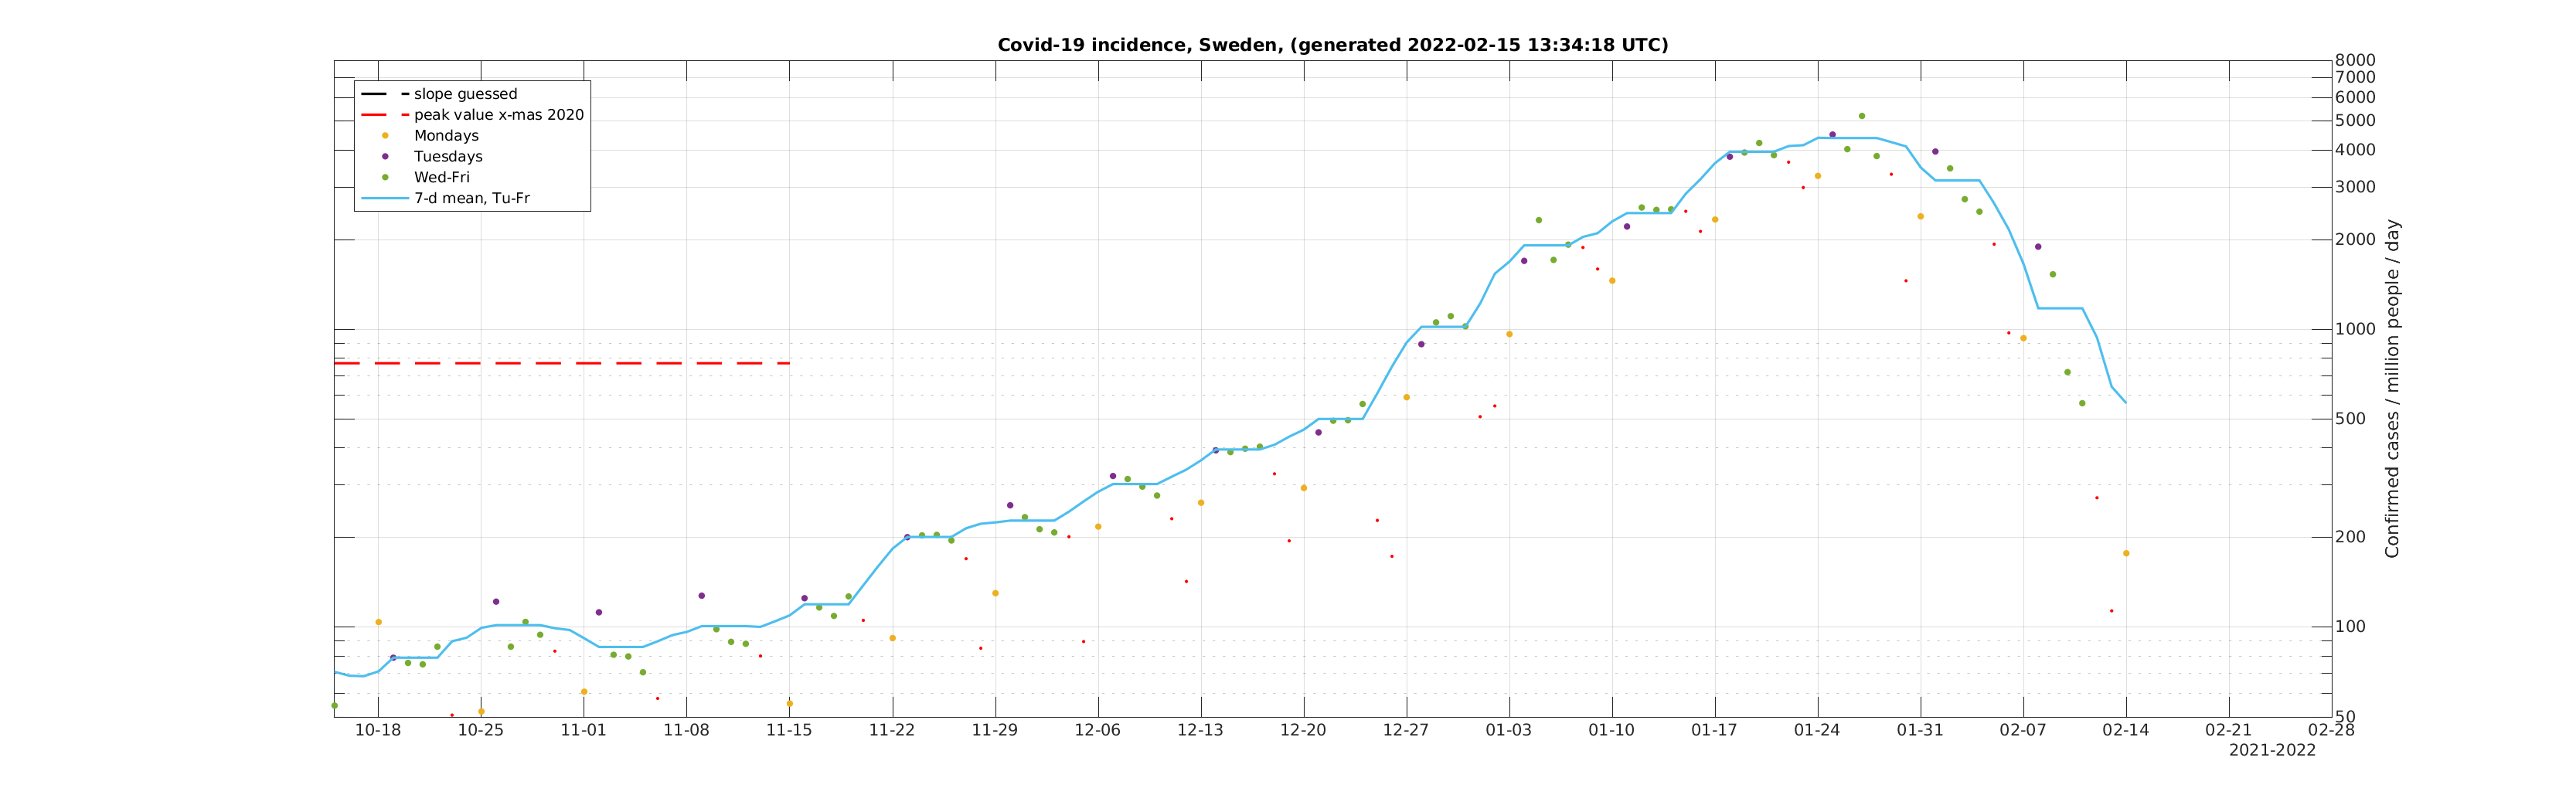 Covid-19 incidence, Sweden, (generated 2022-02-15 13:34:18 UTC)
slope guessed
peak value x-mas 2020
Mondays
Tuesdays
Wed-Fri
7-d mean, Tu-Fr
8000
7000
6000
5000
4000
3000
2000
1000
500
200
100
50
Confirmed cases / million people / day
10-18 10-25 11-01 11-08 11-15 11-22 11-29 12-06 12-13 12-20 12-27 01-03 01-10 01-17 01-24 01-31 02-07 02-14 02-21 02-28
2021-2022